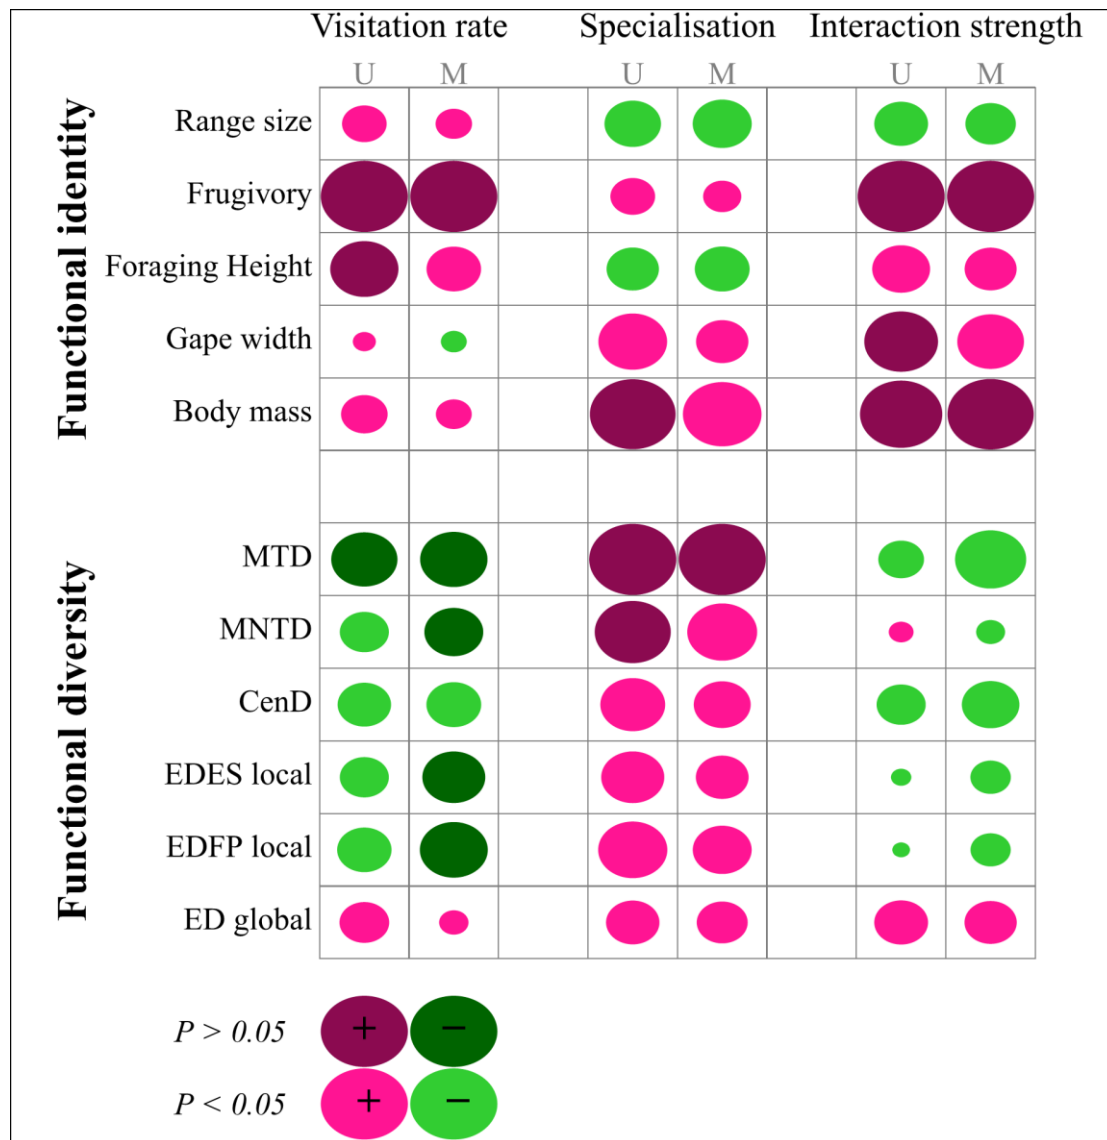 Visitation rate Specialisation Interaction strength
U M U M U M
Functional identity
Range size
Frugivory
Foraging Height
Gape width
Body mass
Functional diversity
MTD
MNTD
CenD
EDES local
EDFP local
ED global
P > 0.05 + −
P < 0.05 + −